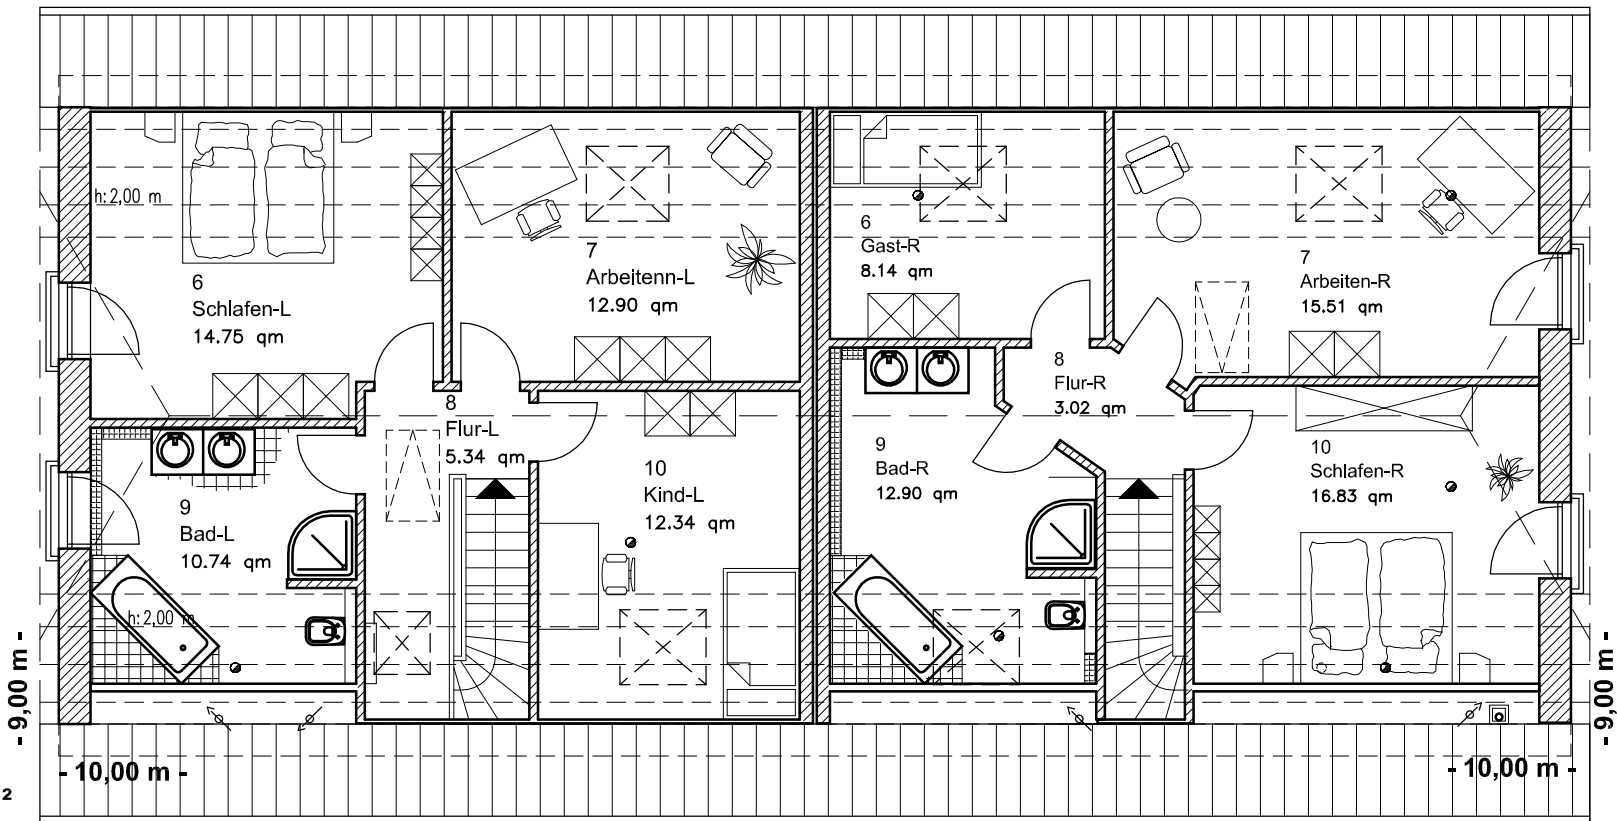 h: 2,00 m
6
Schlafen-L
14.75 qm
7
Arbeitenn-L
12.90 qm
6
Gast-R
8.14 qm
7
Arbeiten-R
15.51 qm
8
Flur-L
5.34 qm
8
Flur-R
3.02 qm
9
Bad-L
10.74 qm
10
Kind-L
12.34 qm
9
Bad-R
12.90 qm
10
Schlafen-R
16.83 qm
h: 2,00 m
- 9,00 m -
- 9,00 m -
- 10,00 m -
- 10,00 m -
2